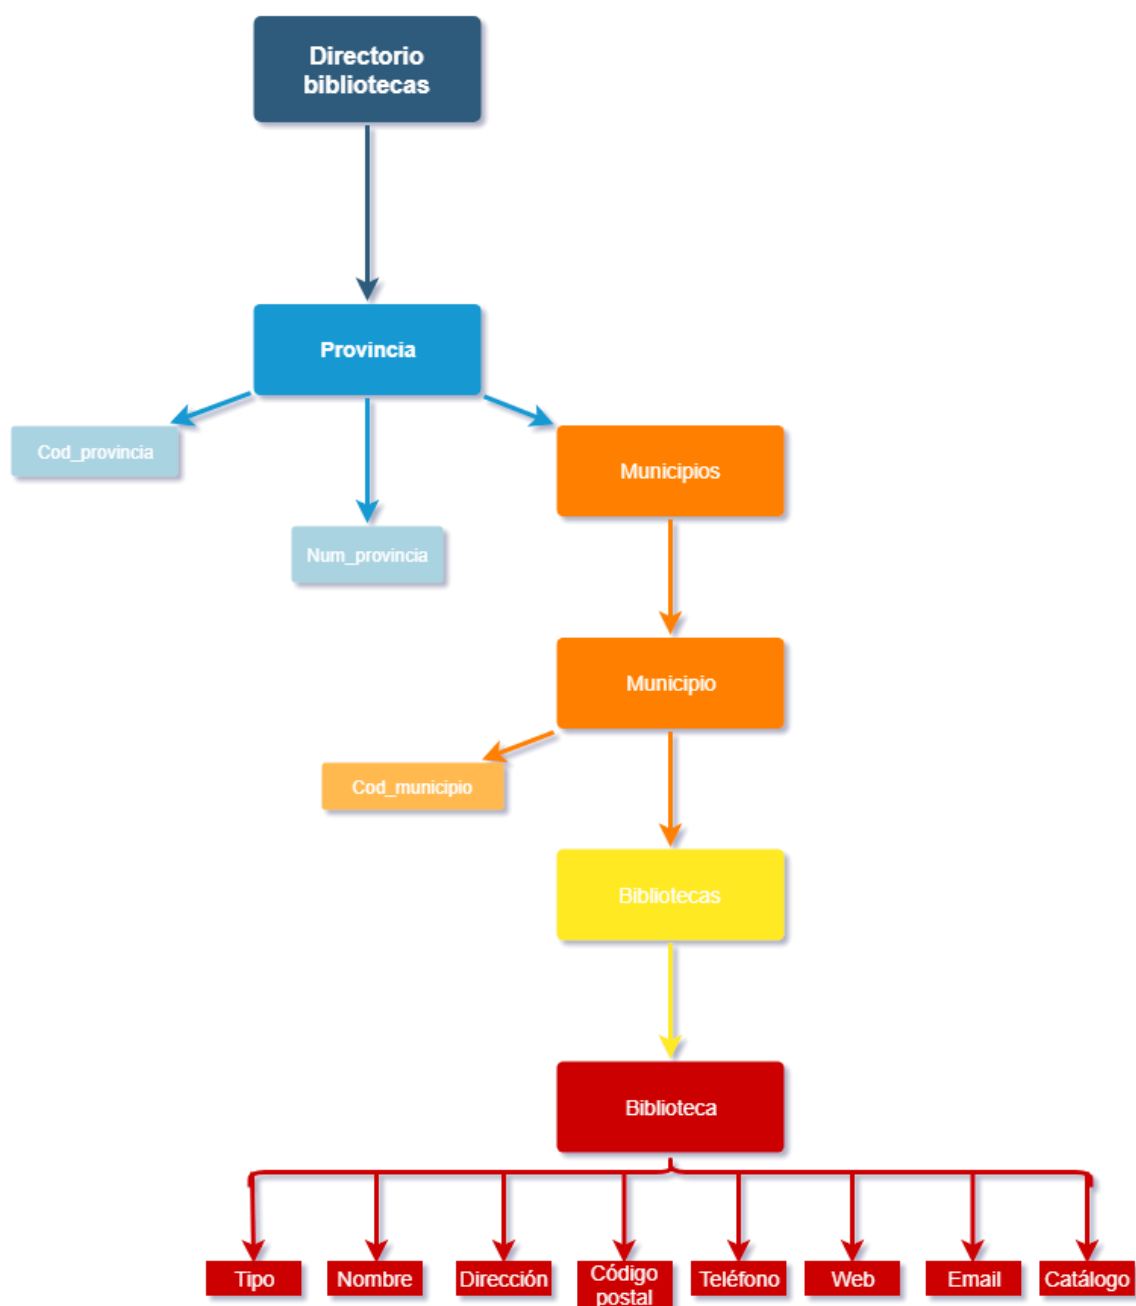 Directorio
bibliotecas
Provincia
Cod_provincia
Municipios
Num_provincia
Municipio
Cod_municipio
Bibliotecas
Biblioteca
Tipo
Nombre
Dirección
Código
postal
Teléfono
Web
Email
Catálogo